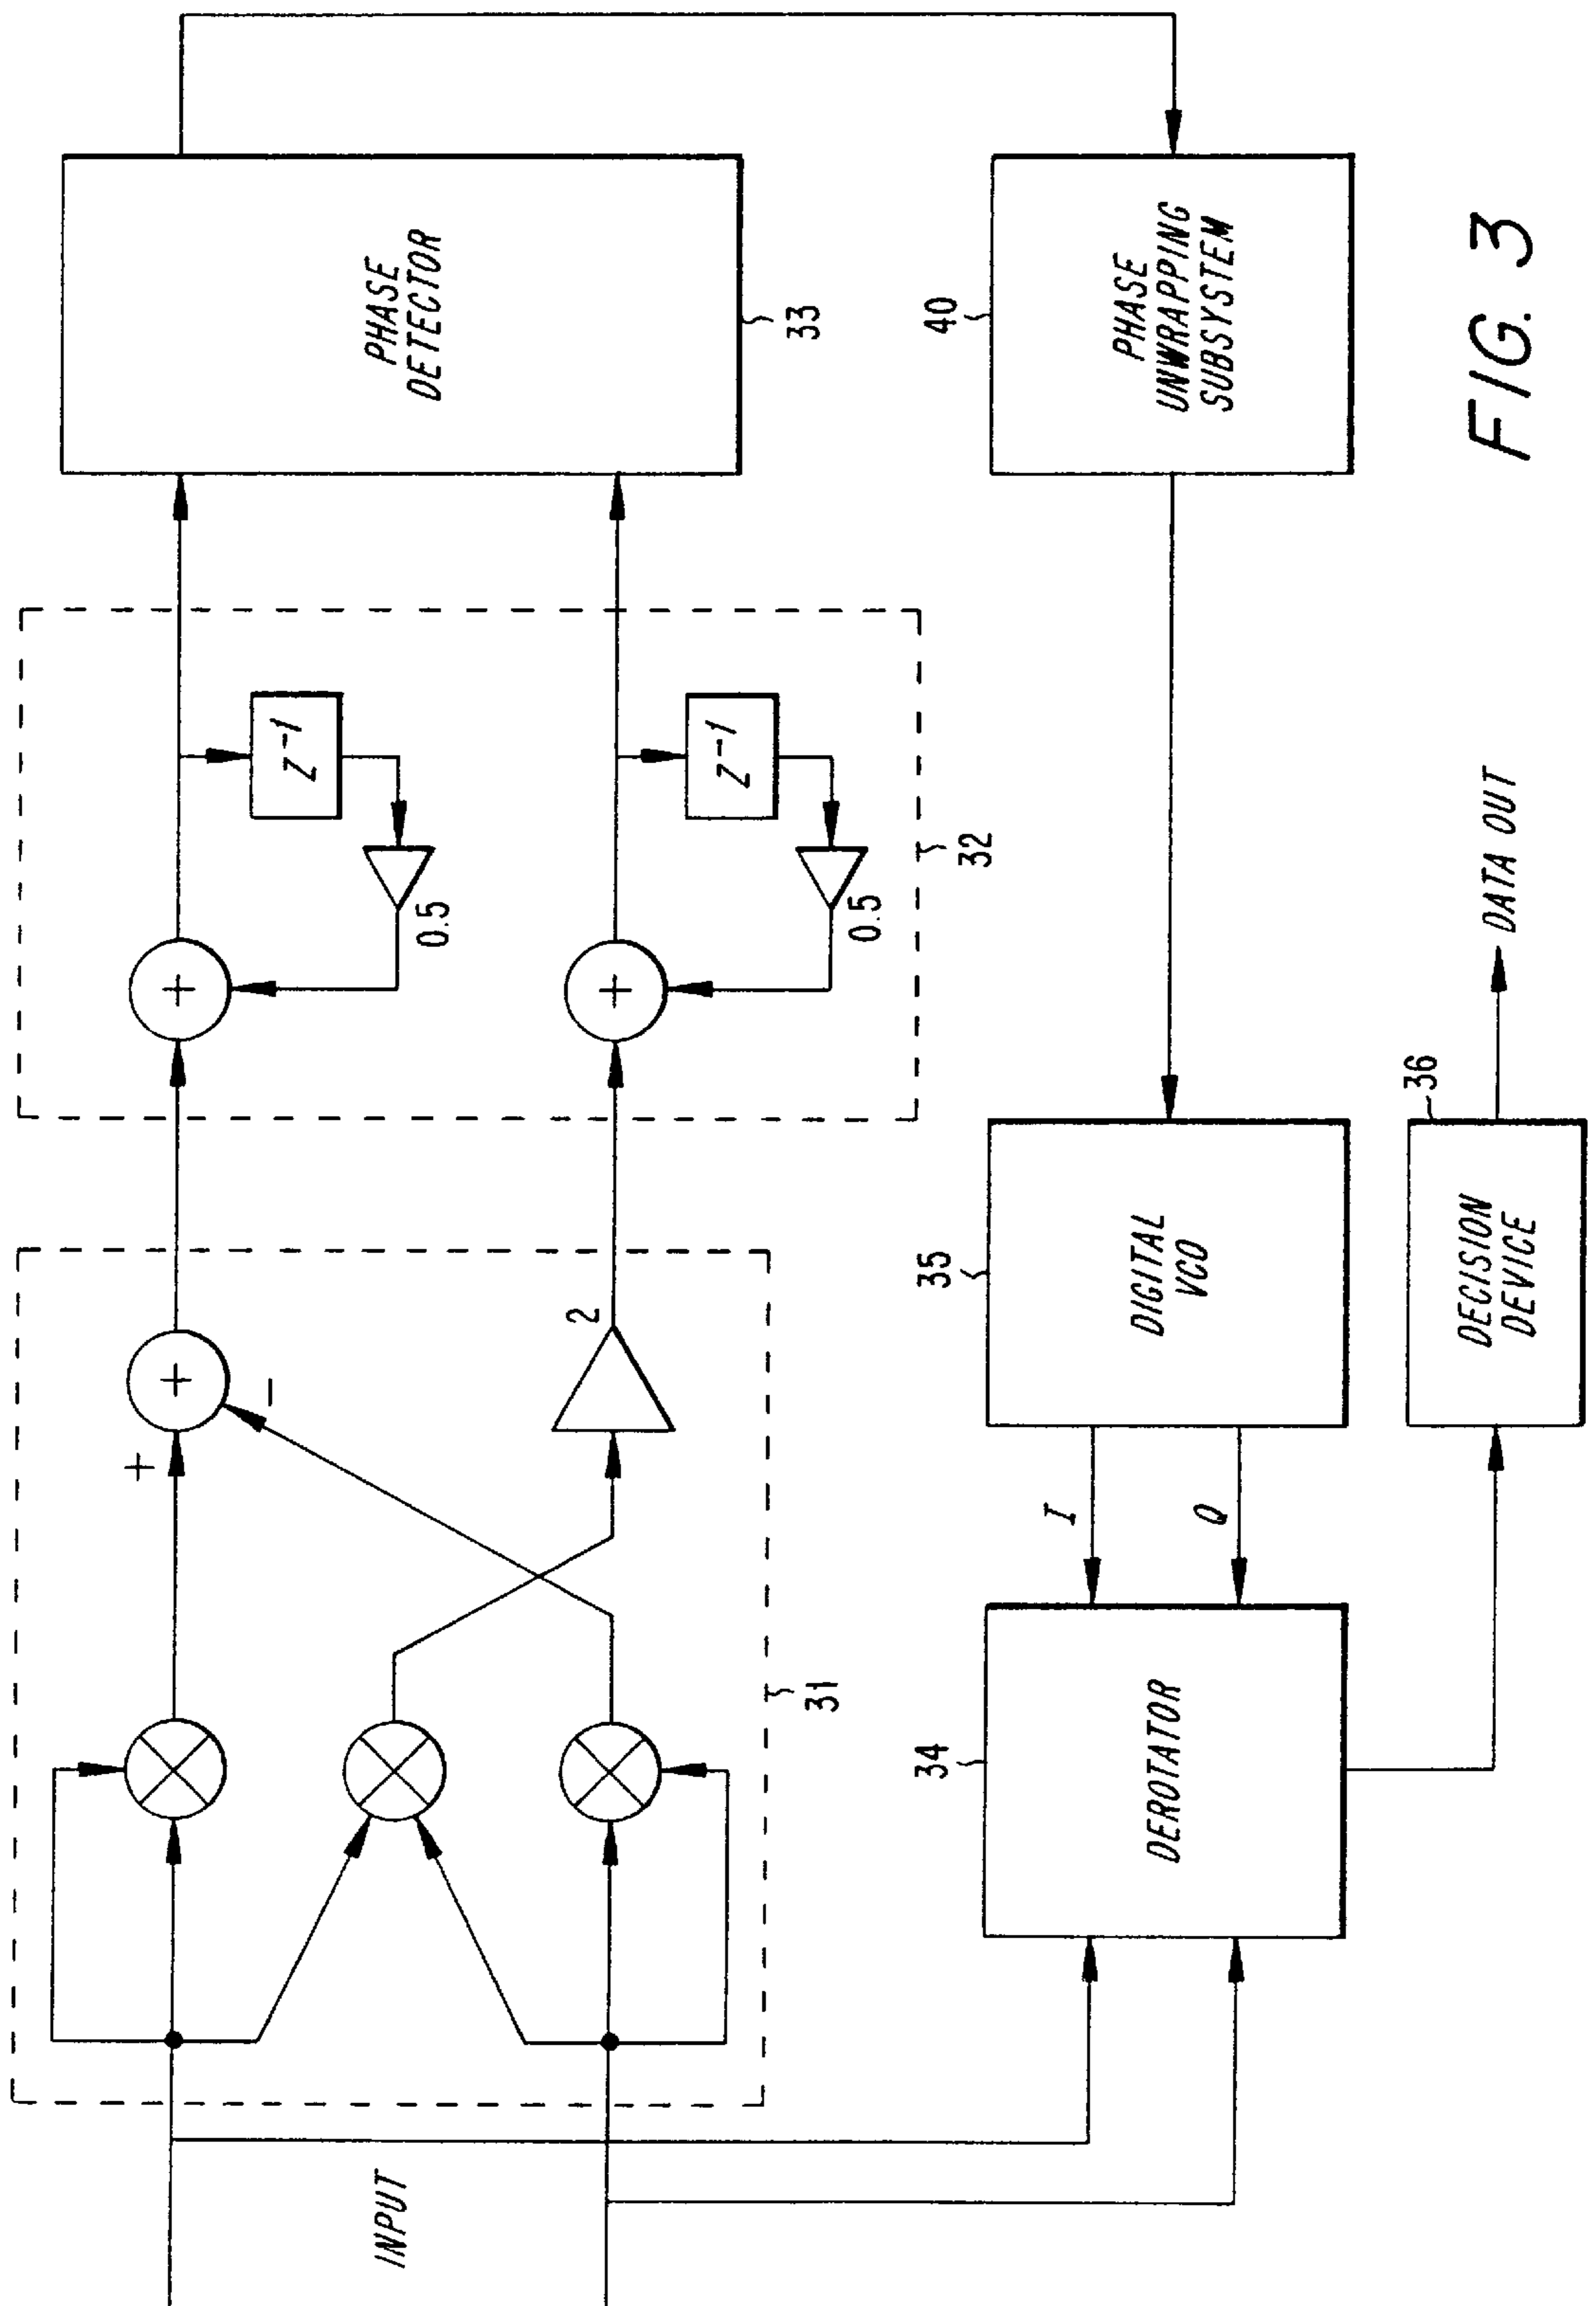 INPUT
+
-
+
2
31
+
0.5
Z⁻¹
+
0.5
Z⁻¹
32
PHASE
DETECTOR
33
34
DEROTATOR
I
Q
35
DIGITAL
VCO
40
PHASE
UNWRAPPING
SUBSYSTEM
36
DECISION
DEVICE
DATA OUT
FIG. 3